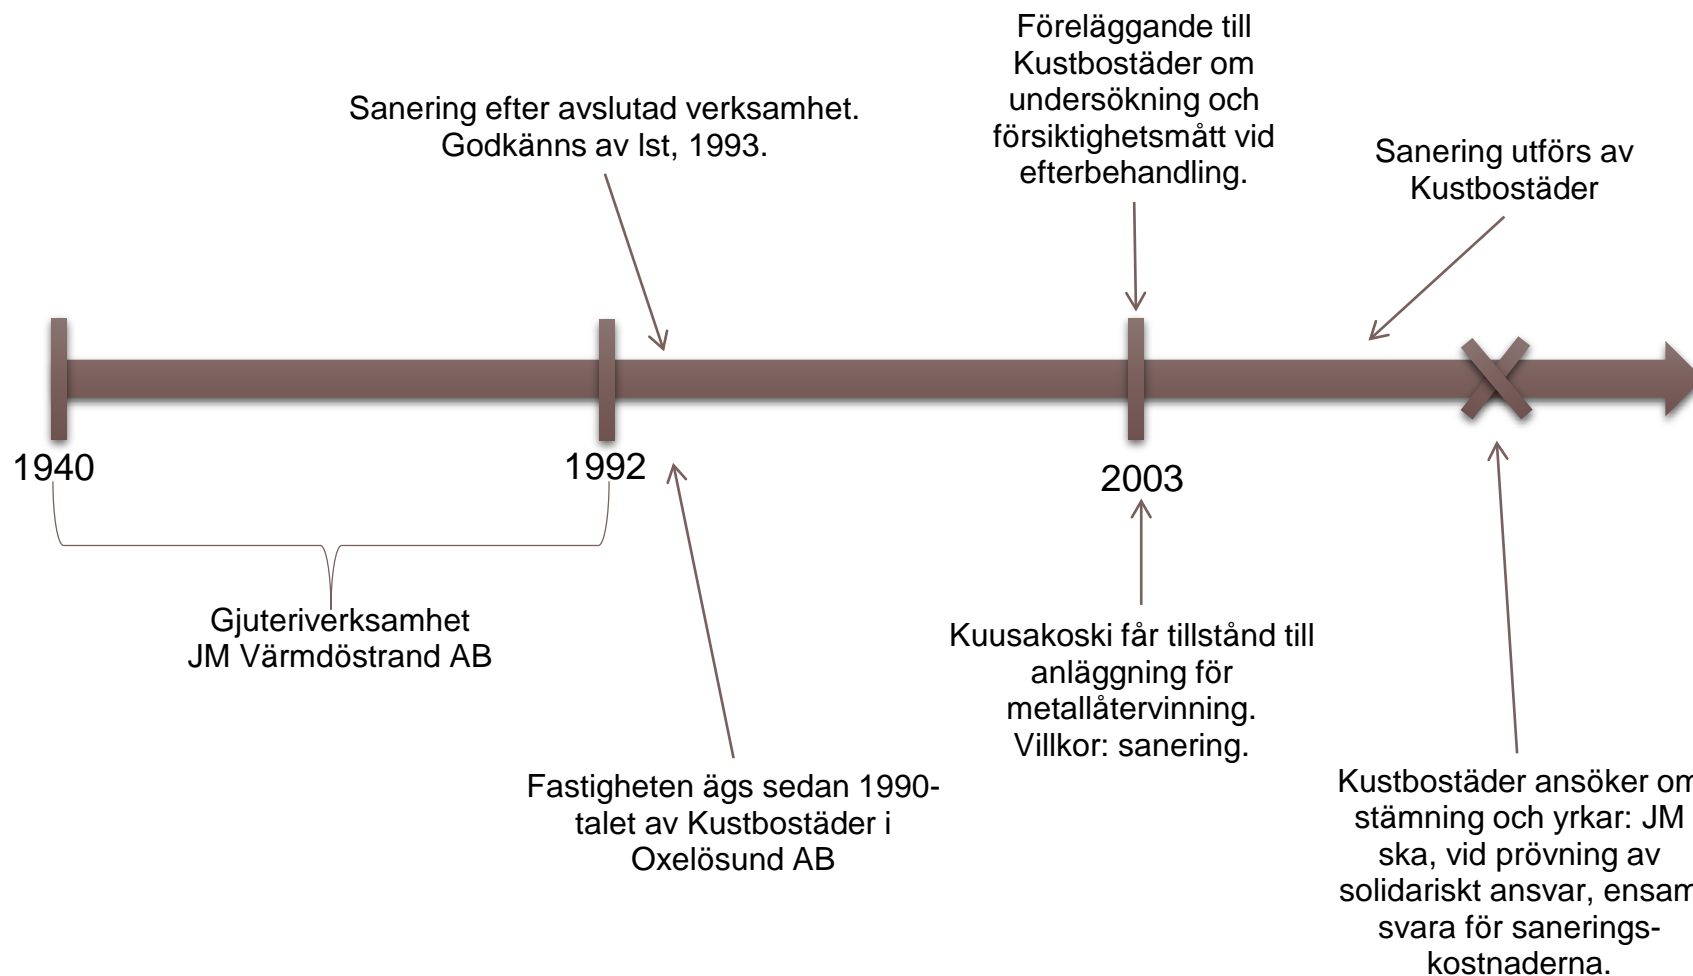 Föreläggande till
Kustbostäder om
undersökning och
försiktighetsmått vid
efterbehandling.
Sanering efter avslutad verksamhet.
Godkänns av lst, 1993.
Sanering utförs av
Kustbostäder
1940
1992
2003
Gjuteriverksamhet
JM Värmdöstrand AB
Kuusakoski får tillstånd till
anläggning för
metallåtervinning.
Villkor: sanering.
Fastigheten ägs sedan 1990-
talet av Kustbostäder i
Oxelösund AB
Kustbostäder ansöker om
stämning och yrkar: JM
ska, vid prövning av
solidariskt ansvar, ensam
svara för sanerings-
kostnaderna.